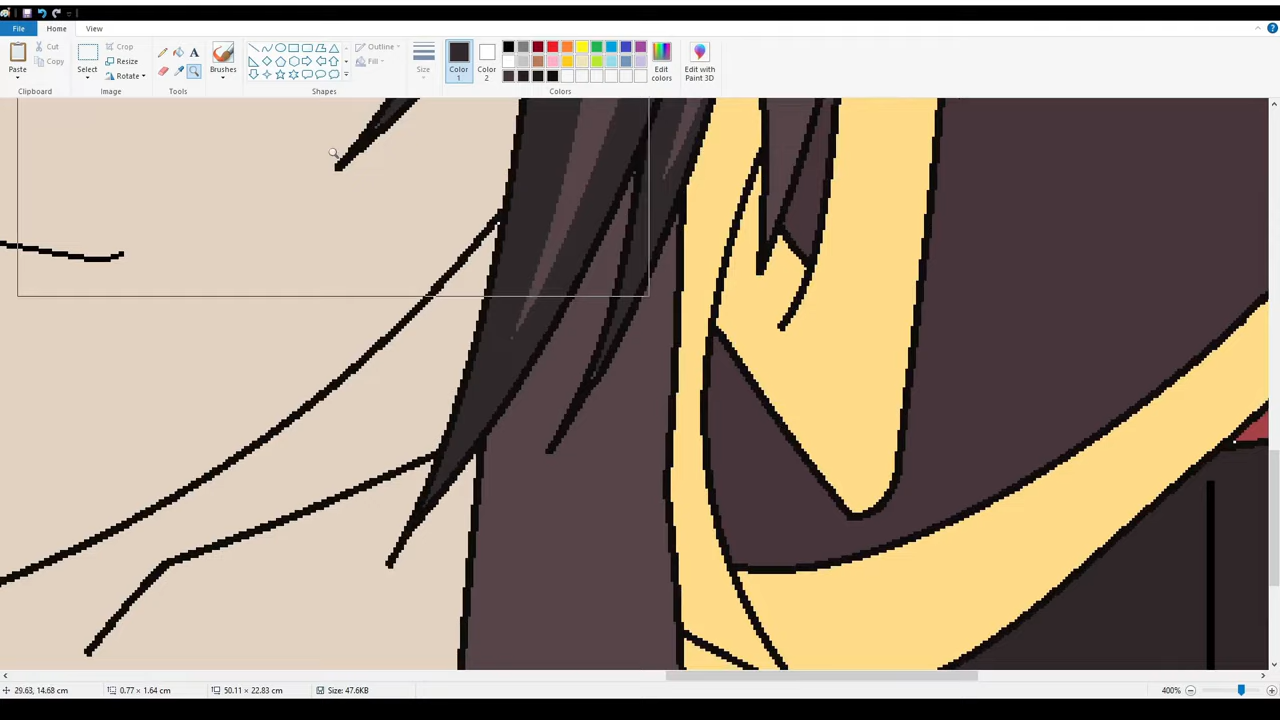 File Home View
Paste
Cut
Copy
Clipboard
Select
Crop
Resize
Rotate
Image
A
Tools
Brushes
Outline
Fill
Shapes
Size
Color 1
Color 2
Edit colors
Colors
Edit with Paint 3D
29.63, 14.68 cm 0.77 × 1.64 cm 50.11 × 22.83 cm Size: 47.6KB 400%